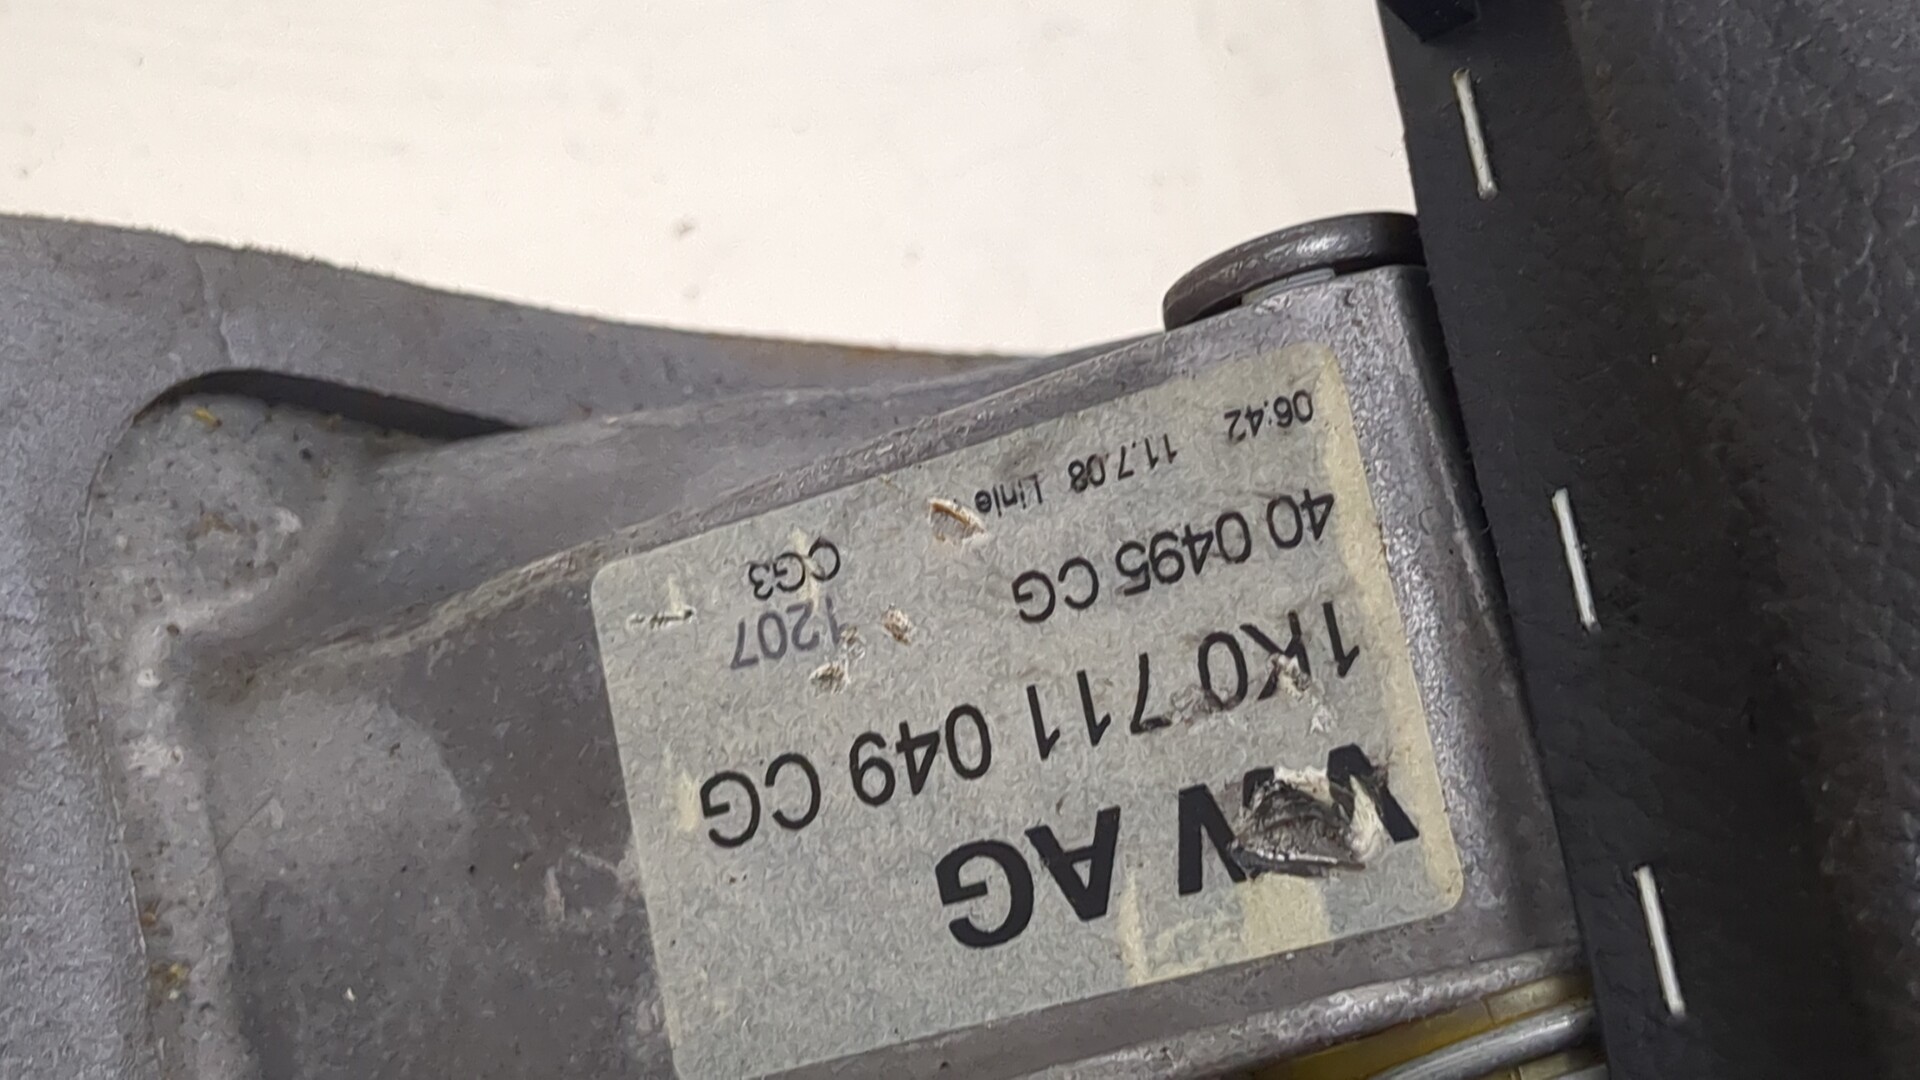 VW AG
1K0 711 049 CG
40 0495 CG 1207
11.7.08 Linie CG3
06:42